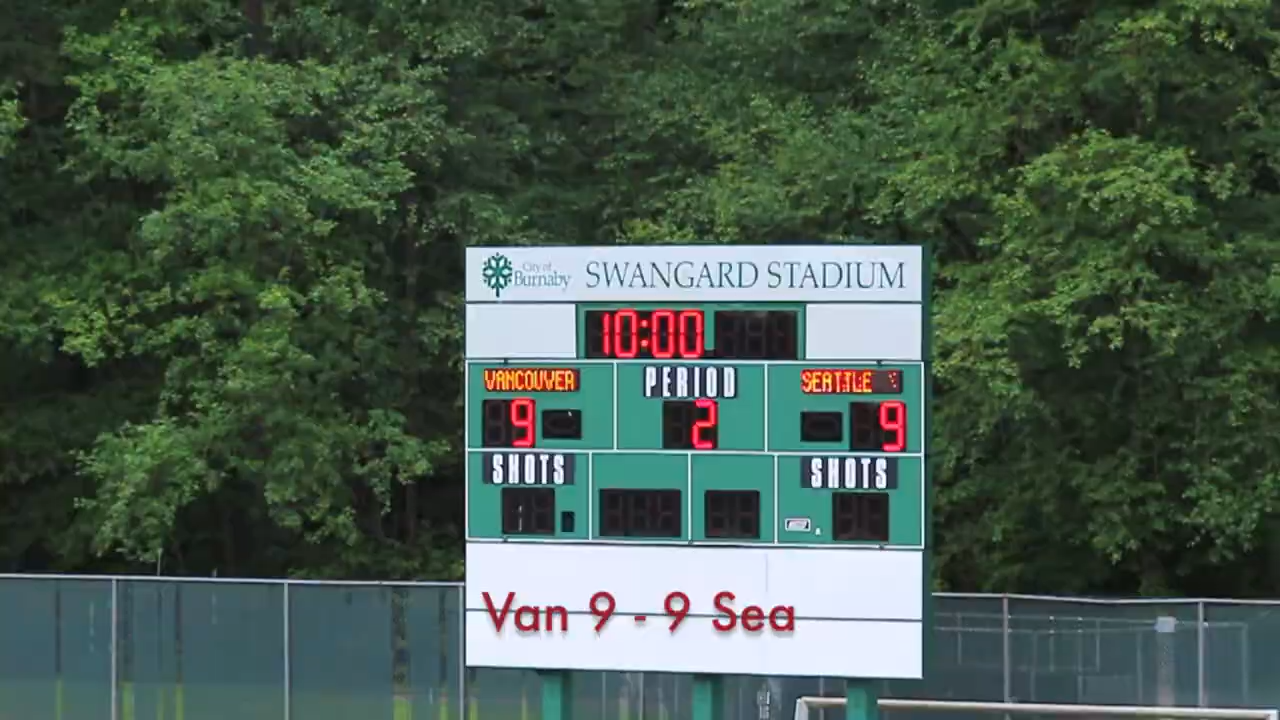 City of
Burnaby
SWANGARD STADIUM
10:00
VANCOUVER
PERIOD
SEATTLE
9
2
9
SHOTS
SHOTS
Van 9 - 9 Sea